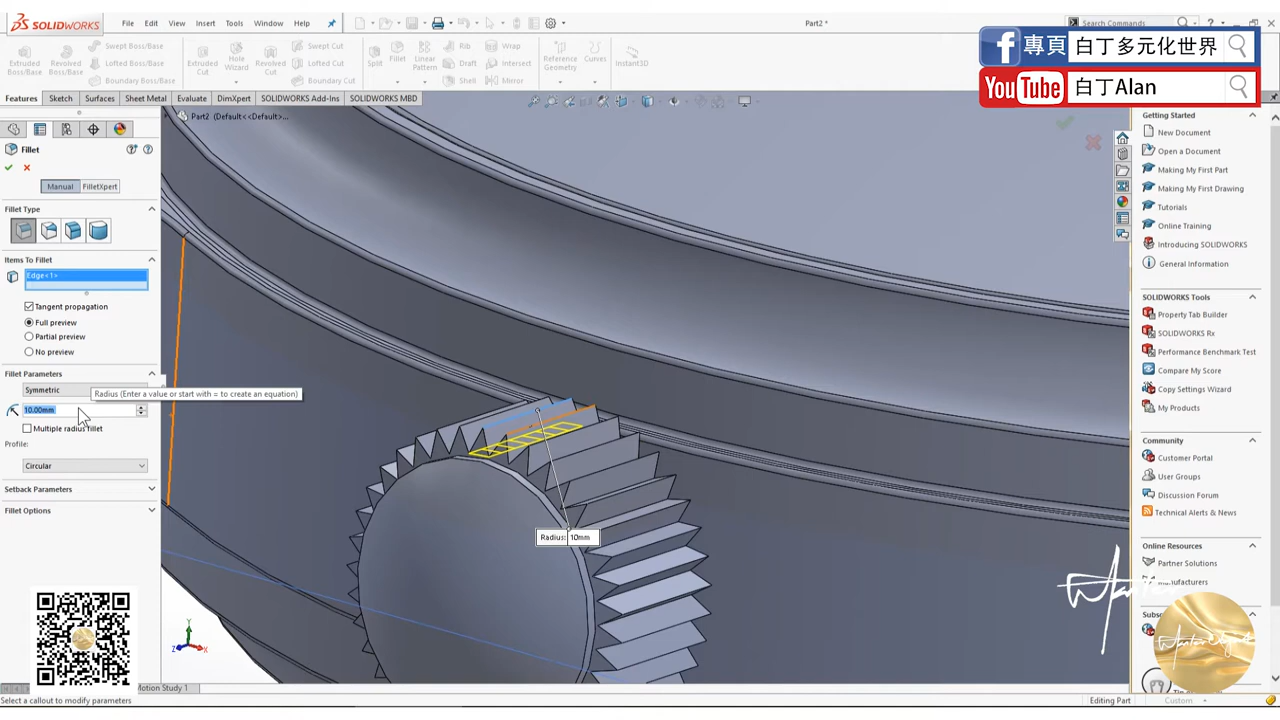 SOLIDWORKS
File Edit View Insert Tools Window Help
Part2 *
Search Commands
Extruded Boss/Base
Revolved Boss/Base
Swept Boss/Base
Lofted Boss/Base
Boundary Boss/Base
Extruded Cut
Hole Wizard
Revolved Cut
Swept Cut
Lofted Cut
Boundary Cut
Split
Fillet
Linear Pattern
Rib
Draft
Shell
Wrap
Intersect
Mirror
Reference Geometry
Curves
Instant3D
專頁 白丁多元化世界
YouTube 白丁Alan
Features Sketch Surfaces Sheet Metal Evaluate DimXpert SOLIDWORKS Add-Ins SOLIDWORKS MBD
Part2 (Default<<Default>...
Fillet
Manual FilletXpert
Fillet Type
Items To Fillet
Edge<1>
Tangent propagation
Full preview
Partial preview
No preview
Fillet Parameters
Symmetric
Radius (Enter a value or start with = to create an equation)
10.00mm
Multiple radius fillet
Profile:
Circular
Setback Parameters
Fillet Options
Radius: 10mm
Getting Started
New Document
Open a Document
Making My First Part
Making My First Drawing
Tutorials
Online Training
Introducing SOLIDWORKS
General Information
SOLIDWORKS Tools
Property Tab Builder
SOLIDWORKS Rx
Performance Benchmark Test
Compare My Score
Copy Settings Wizard
My Products
Community
Customer Portal
User Groups
Discussion Forum
Technical Alerts & News
Online Resources
Partner Solutions
Manufacturers
Motion Study 1
Select a callout to modify parameters
Editing Part
Custom